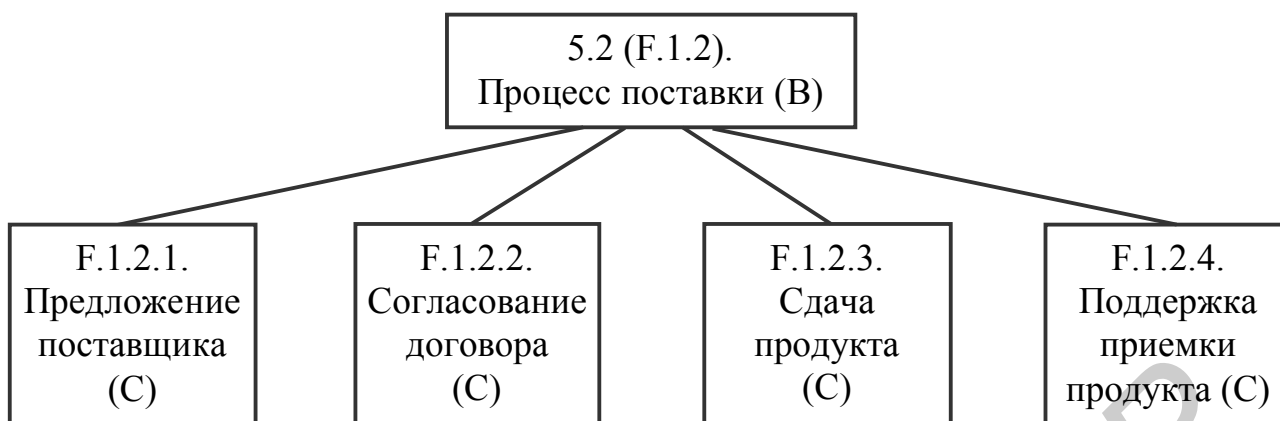 5.2 (F.1.2).
Процесс поставки (В)
F.1.2.1.
Предложение
поставщика
(С)
F.1.2.2.
Согласование
договора
(С)
F.1.2.3.
Сдача
продукта
(С)
F.1.2.4.
Поддержка
приемки
продукта (С)